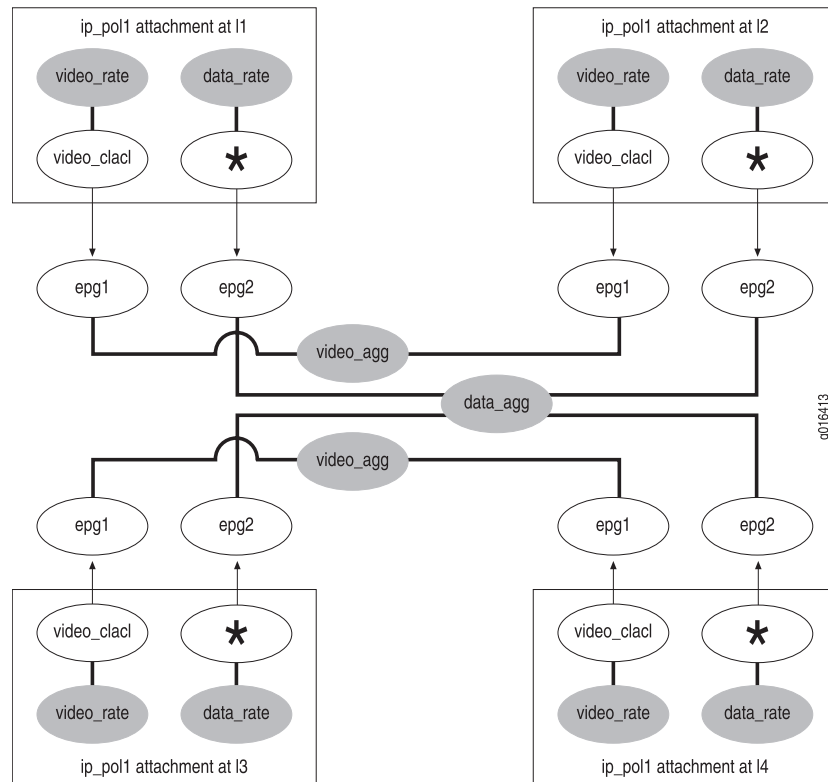 ip_pol1 attachment at l1
ip_pol1 attachment at l2
video_rate
data_rate
video_rate
data_rate
video_clacl
*
video_clacl
*
epg1
epg2
epg1
epg2
video_agg
data_agg
g016413
video_agg
epg1
epg2
epg1
epg2
video_clacl
*
video_clacl
*
video_rate
data_rate
video_rate
data_rate
ip_pol1 attachment at l3
ip_pol1 attachment at l4